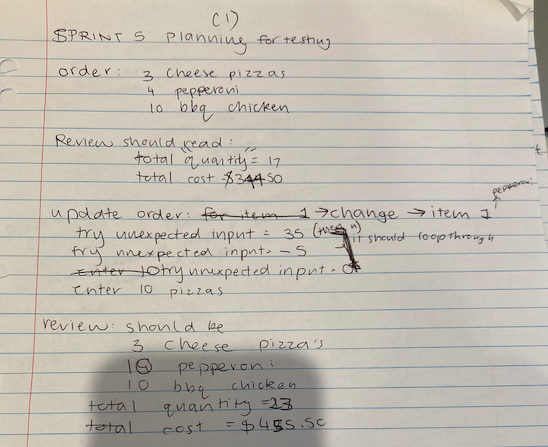 (1)
SPRINT 5 planning for testing
order: 3 cheese pizzas
4 pepperoni
10 bbq chicken
Review should read:
total "quantity" = 17
total cost $344.50
pepperoni
update order: for item 1 → change → item 1
try unexpected input = 35 (then n)
it should loop through
try unexpected input = -5
enter 10 try unexpected input = 0
enter 10 pizzas
review: should be
3 cheese pizza's
10 pepperoni
10 bbq chicken
total quantity = 23
total cost = $455.50